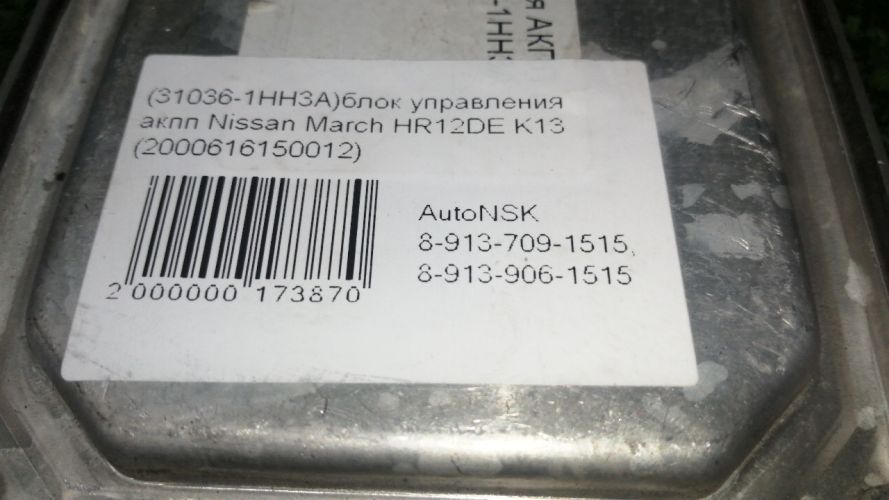 (31036-1HH3A)блок управления
акпп Nissan March HR12DE K13
(2000616150012)
AutoNSK
8-913-709-1515,
8-913-906-1515
2 000000 173870